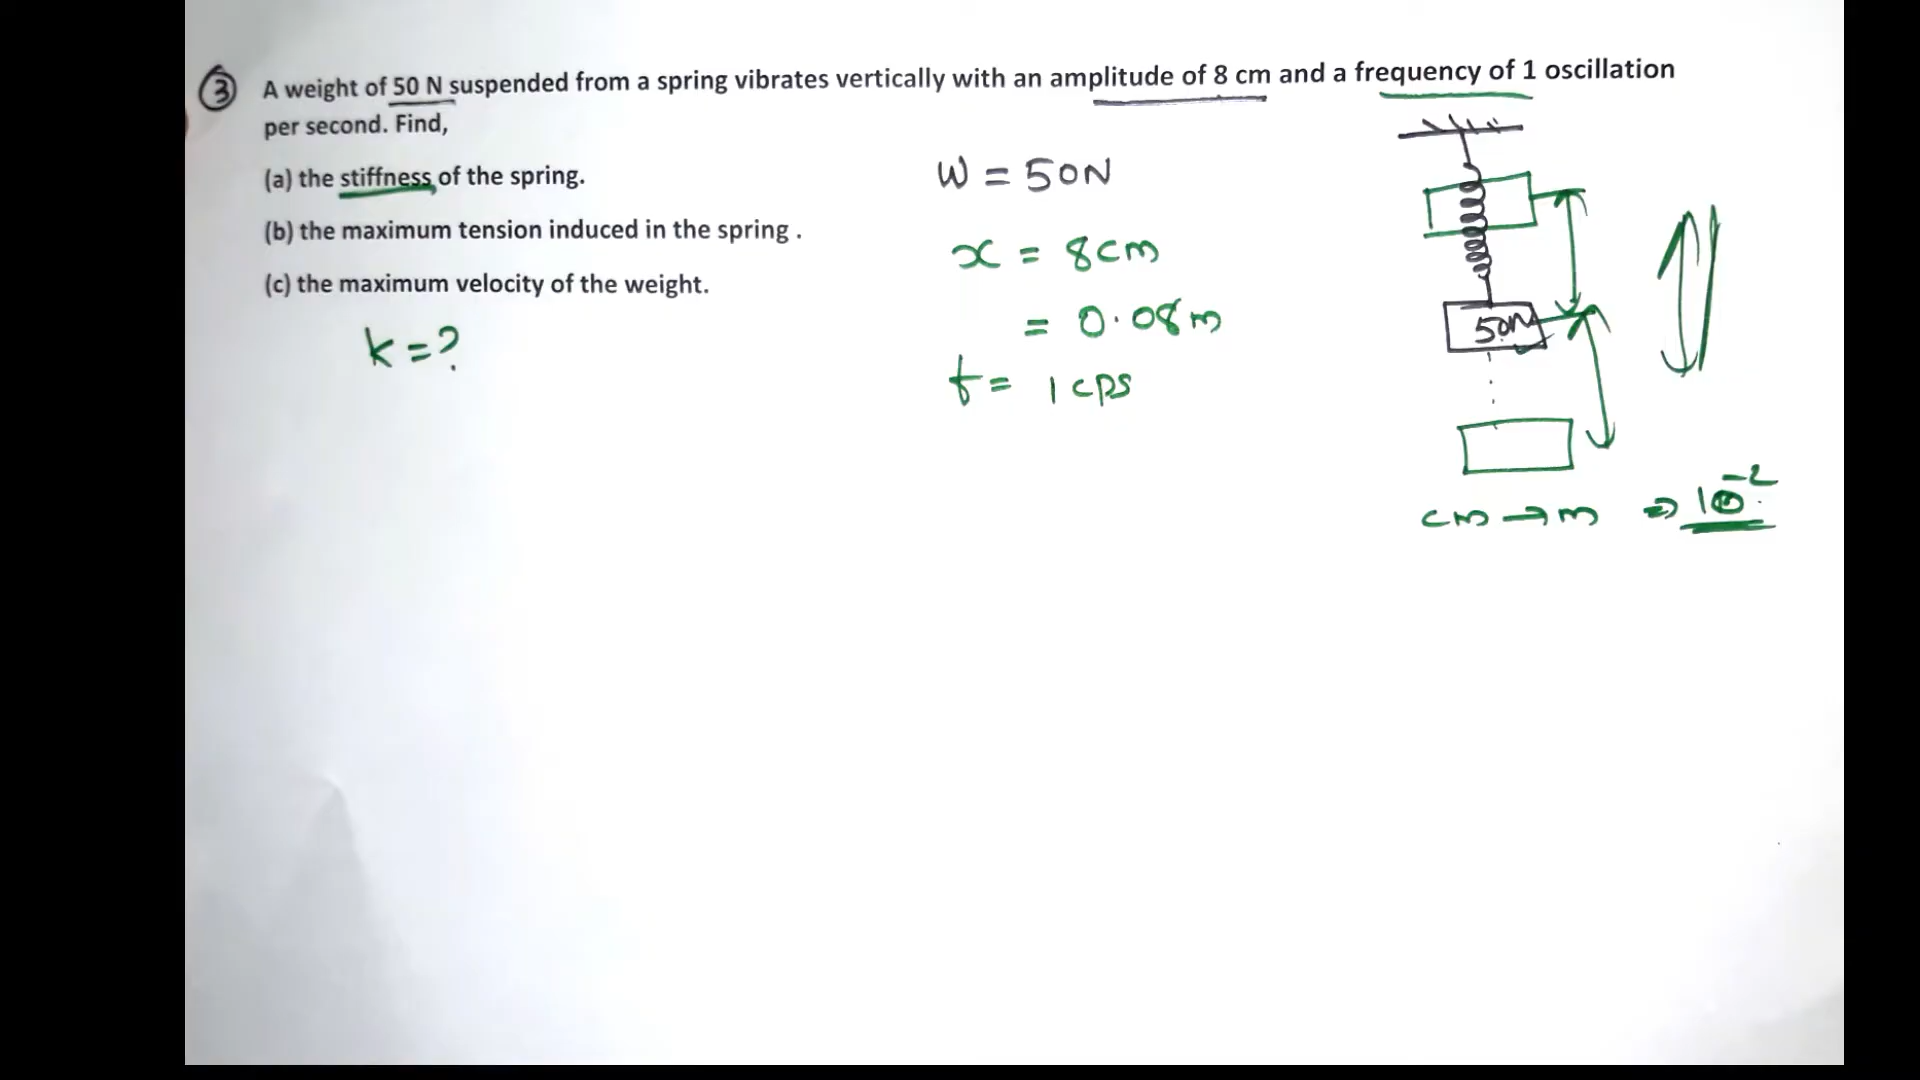 3 A weight of 50 N suspended from a spring vibrates vertically with an amplitude of 8 cm and a frequency of 1 oscillation
per second. Find,
(a) the stiffness of the spring.
(b) the maximum tension induced in the spring .
(c) the maximum velocity of the weight.
k = ?
W = 50N
x = 8cm
= 0.08m
f = 1 cps
50N
cm → m ⇒ 10⁻²